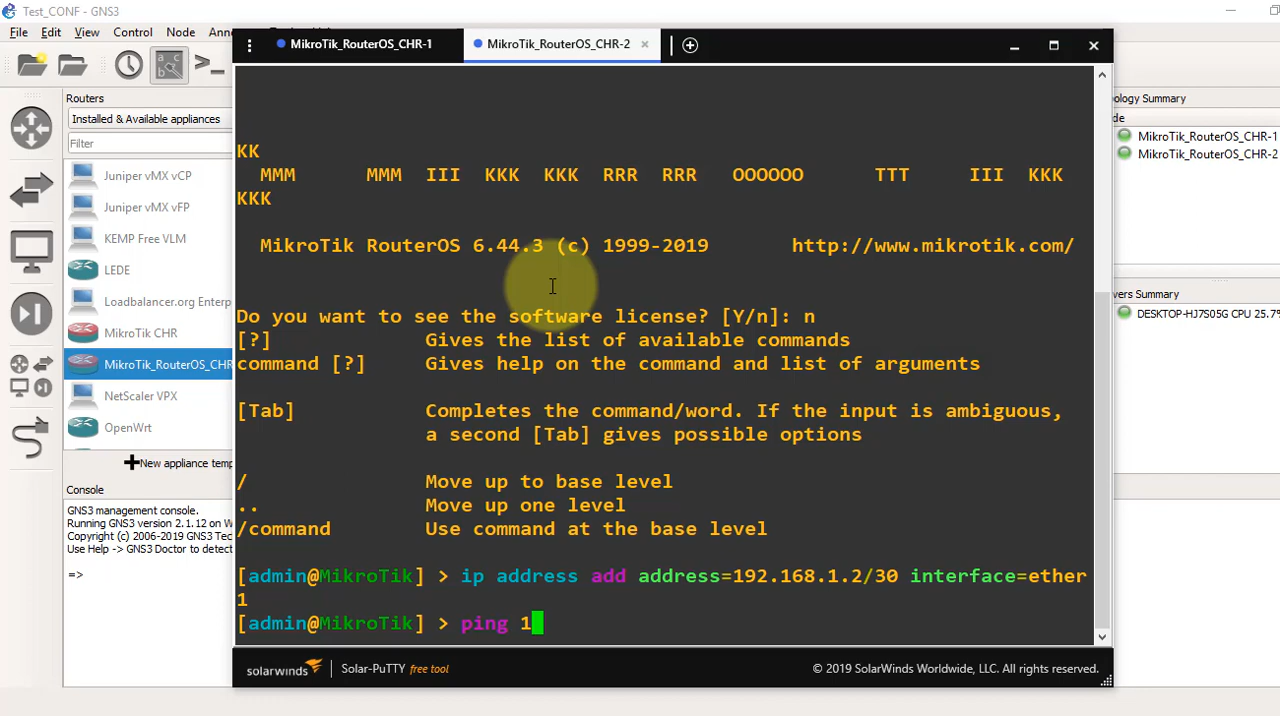 Test_CONF - GNS3
File Edit View Control Node Ann
MikroTik_RouterOS_CHR-1
MikroTik_RouterOS_CHR-2
Routers
Installed & Available appliances
Filter
Juniper vMX vCP
Juniper vMX vFP
KEMP Free VLM
LEDE
Loadbalancer.org Enterp
MikroTik CHR
MikroTik_RouterOS_CHR
NetScaler VPX
OpenWrt
New appliance temp
Console
GNS3 management console.
Running GNS3 version 2.1.12 on W
Copyright (c) 2006-2019 GNS3 Tec
Use Help -> GNS3 Doctor to detect
=>
KK
MMM MMM III KKK KKK RRR RRR OOOOOO TTT III KKK
KKK
MikroTik RouterOS 6.44.3 (c) 1999-2019 http://www.mikrotik.com/
Do you want to see the software license? [Y/n]: n
[?] Gives the list of available commands
command [?] Gives help on the command and list of arguments
[Tab] Completes the command/word. If the input is ambiguous,
a second [Tab] gives possible options
/ Move up to base level
.. Move up one level
/command Use command at the base level
[admin@MikroTik] > ip address add address=192.168.1.2/30 interface=ether
1
[admin@MikroTik] > ping 1
solarwinds Solar-PuTTY free tool
© 2019 SolarWinds Worldwide, LLC. All rights reserved.
ology Summary
de
MikroTik_RouterOS_CHR-1
MikroTik_RouterOS_CHR-2
vers Summary
DESKTOP-HJ7S05G CPU 25.7%